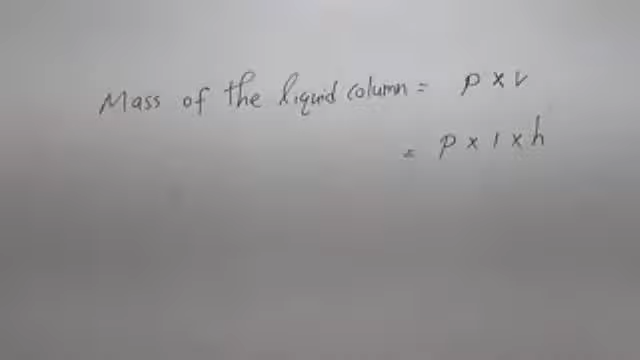 Mass of the liquid column = ρ x v
= ρ x 1 x h